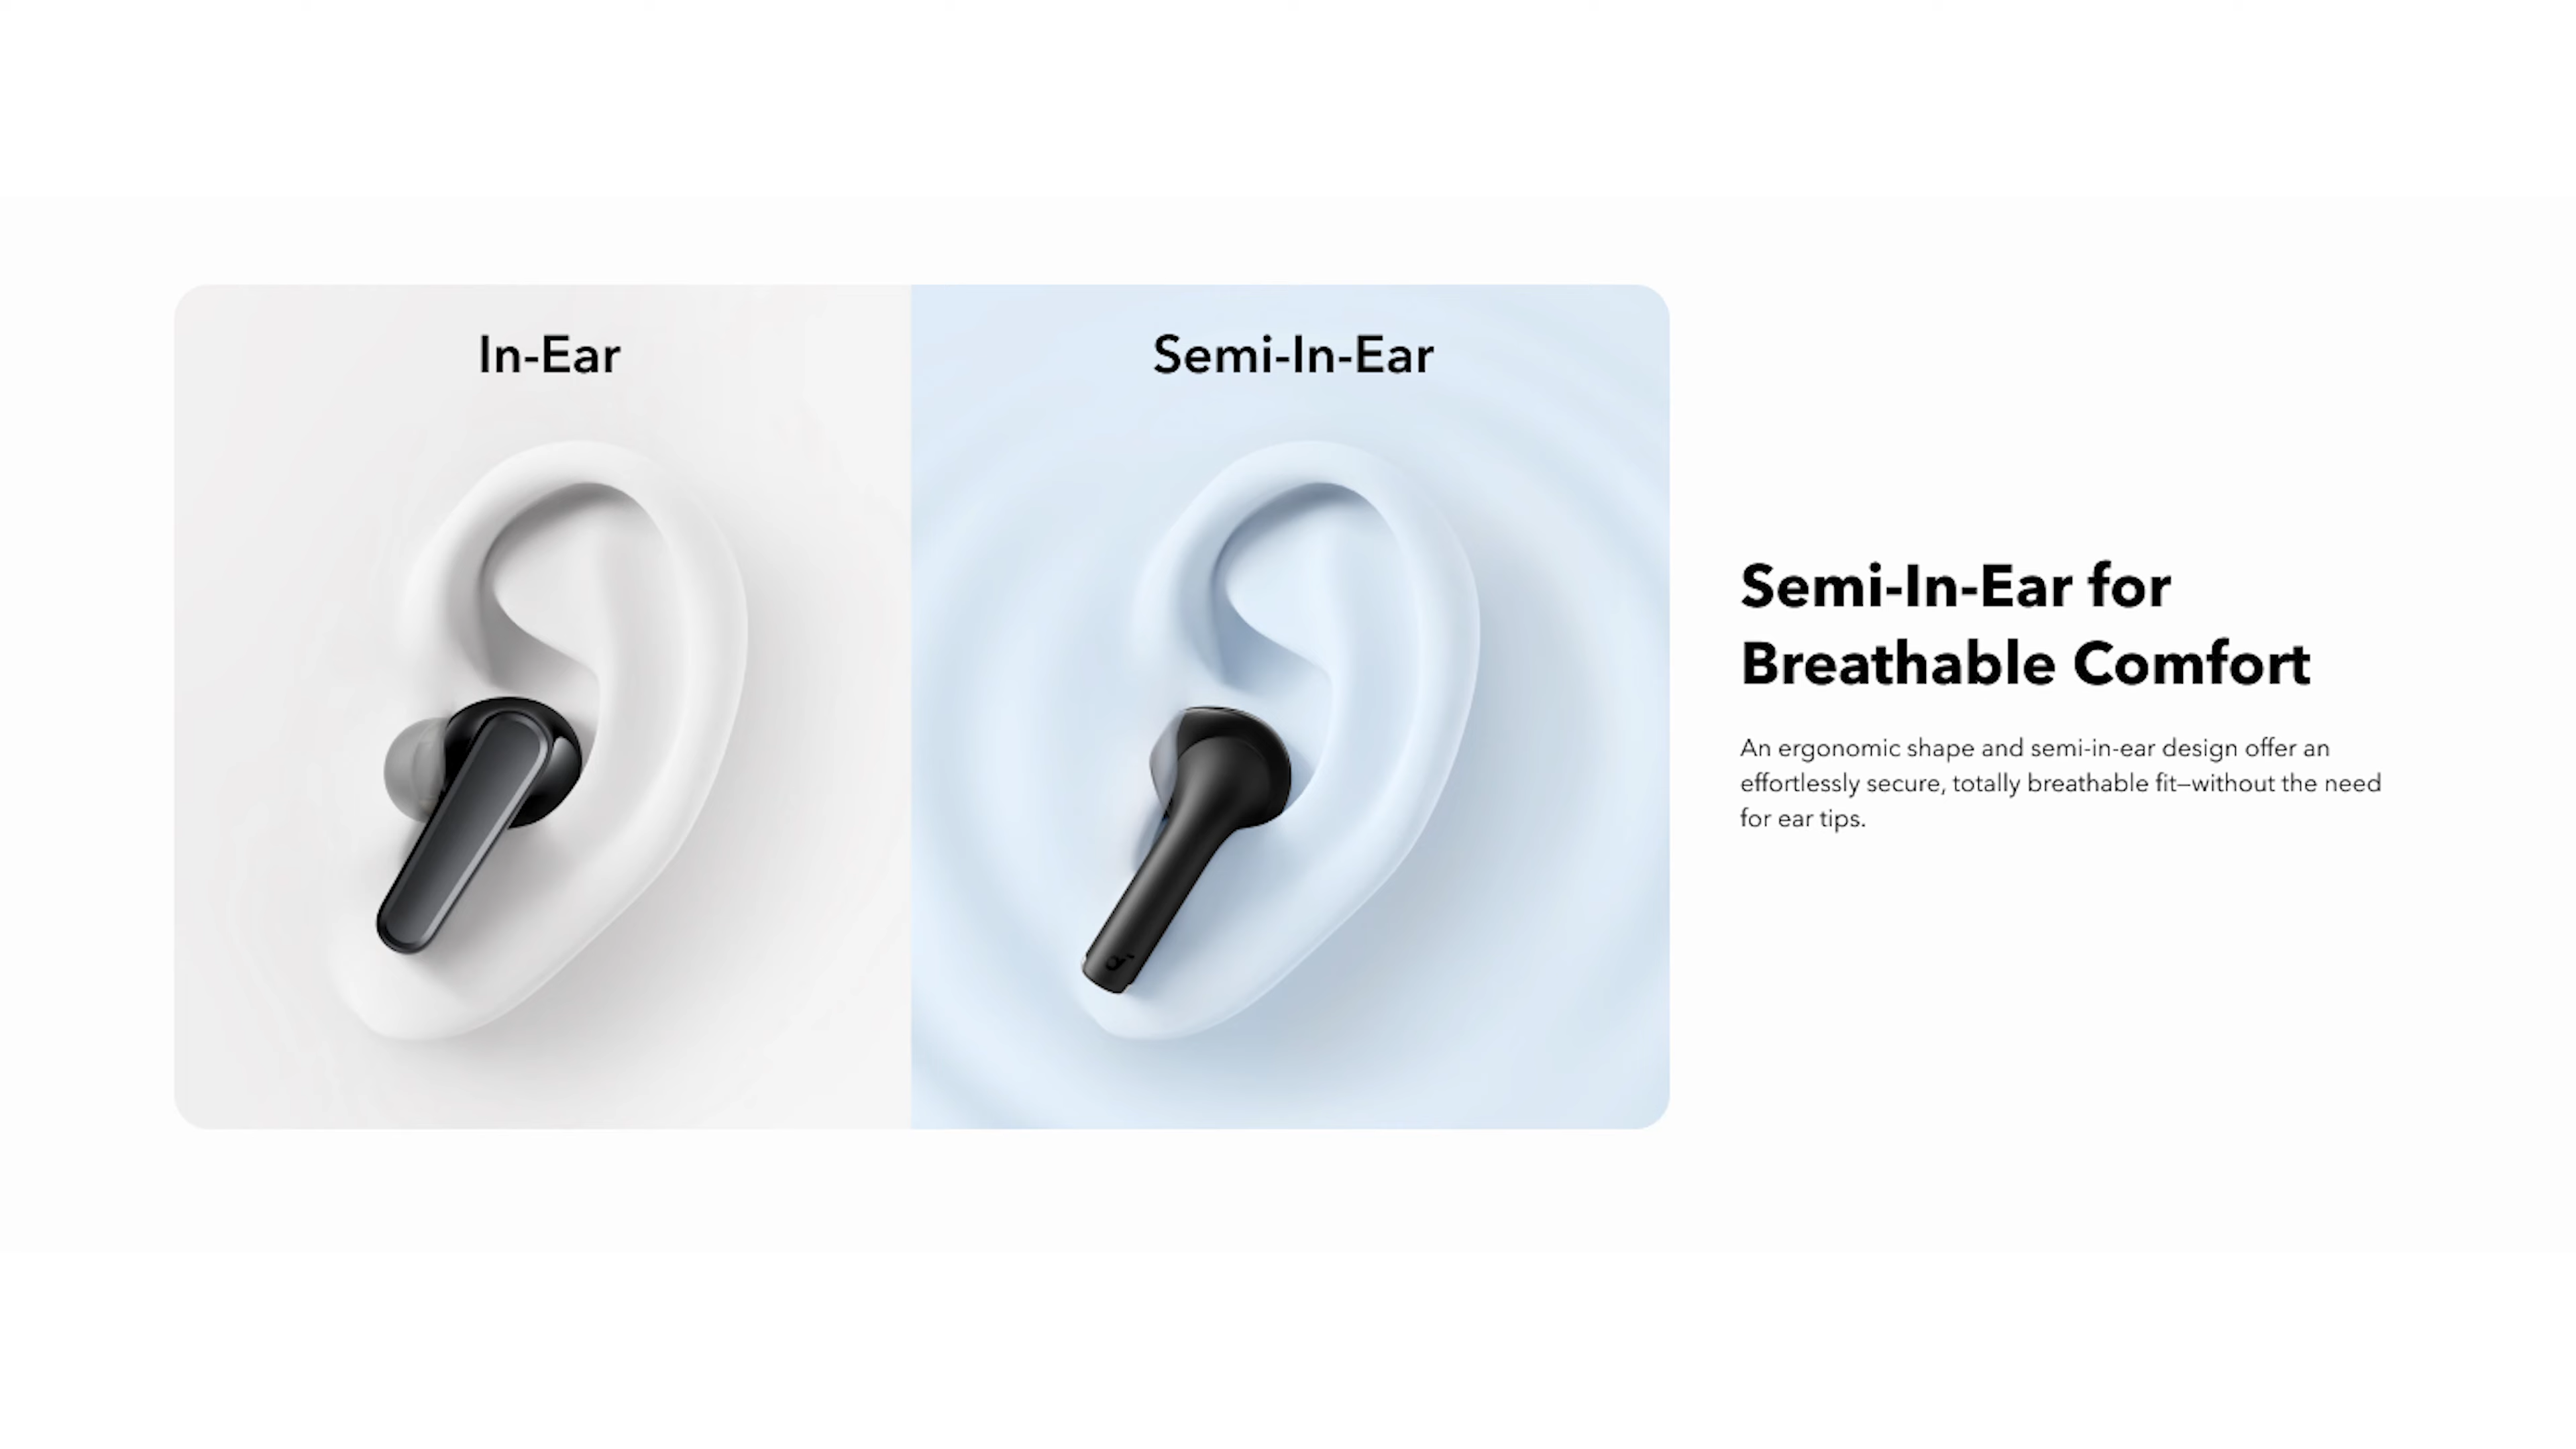 In-Ear
Semi-In-Ear
Semi-In-Ear for
Breathable Comfort
An ergonomic shape and semi-in-ear design offer an
effortlessly secure, totally breathable fit—without the need
for ear tips.